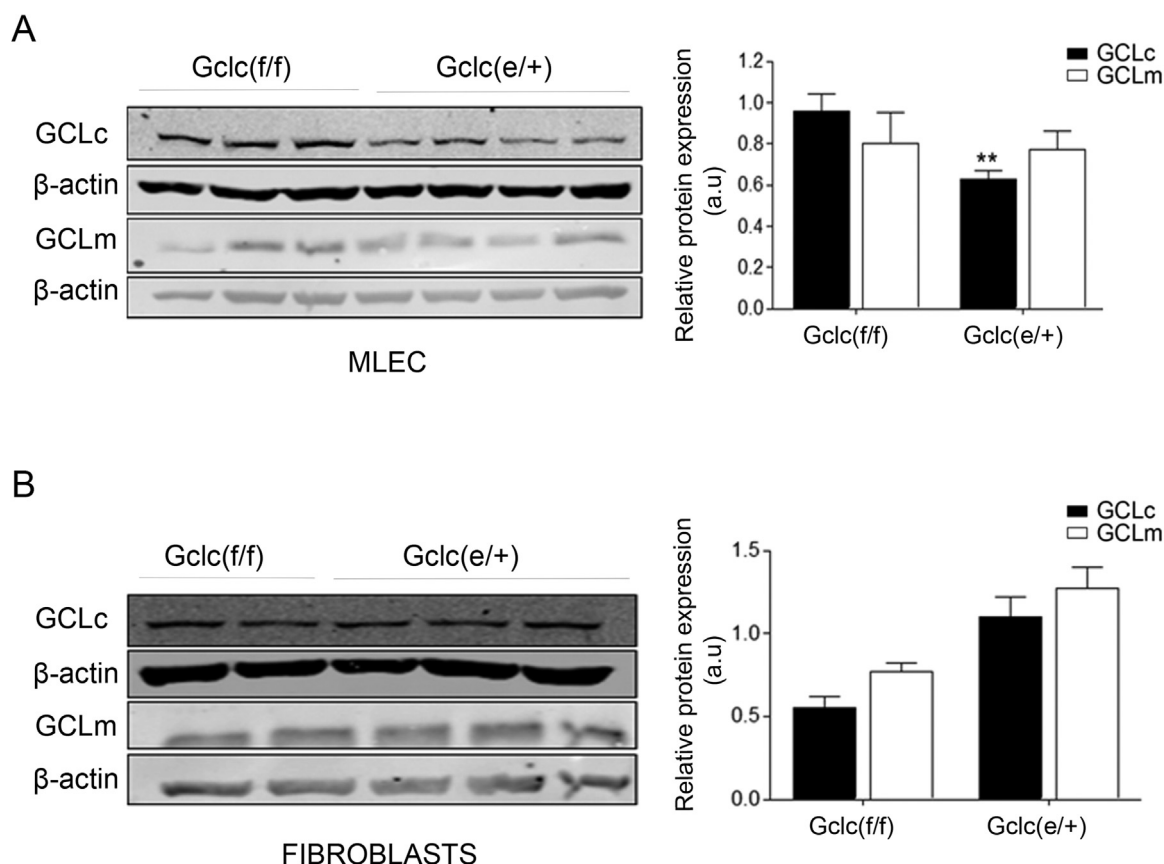 A
Gclc(f/f) Gclc(e/+)
GCLc
β-actin
GCLm
β-actin
MLEC
GCLc
GCLm
Relative protein expression
(a.u)
1.2
1.0
0.8
0.6
0.4
0.2
0.0
**
Gclc(f/f) Gclc(e/+)
B
Gclc(f/f) Gclc(e/+)
GCLc
β-actin
GCLm
β-actin
FIBROBLASTS
GCLc
GCLm
Relative protein expression
(a.u)
1.5
1.0
0.5
0.0
Gclc(f/f) Gclc(e/+)